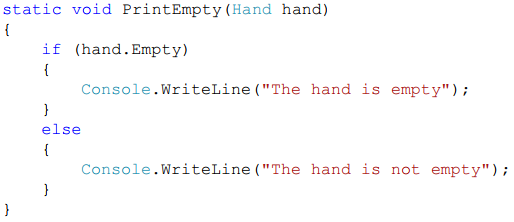 static void PrintEmpty(Hand hand)
{
    if (hand.Empty)
    {
        Console.WriteLine("The hand is empty");
    }
    else
    {
        Console.WriteLine("The hand is not empty");
    }
}